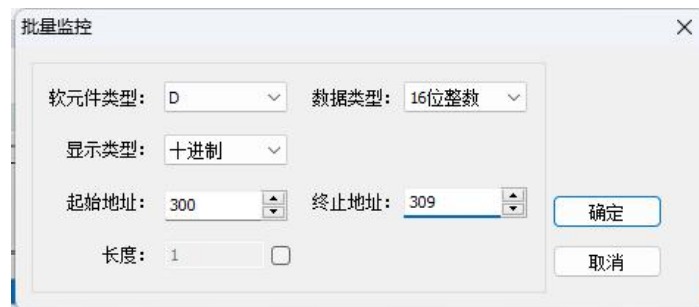 批量监控
软元件类型： D 数据类型： 16位整数
显示类型： 十进制
起始地址： 300 终止地址： 309
确定
长度： 1
取消